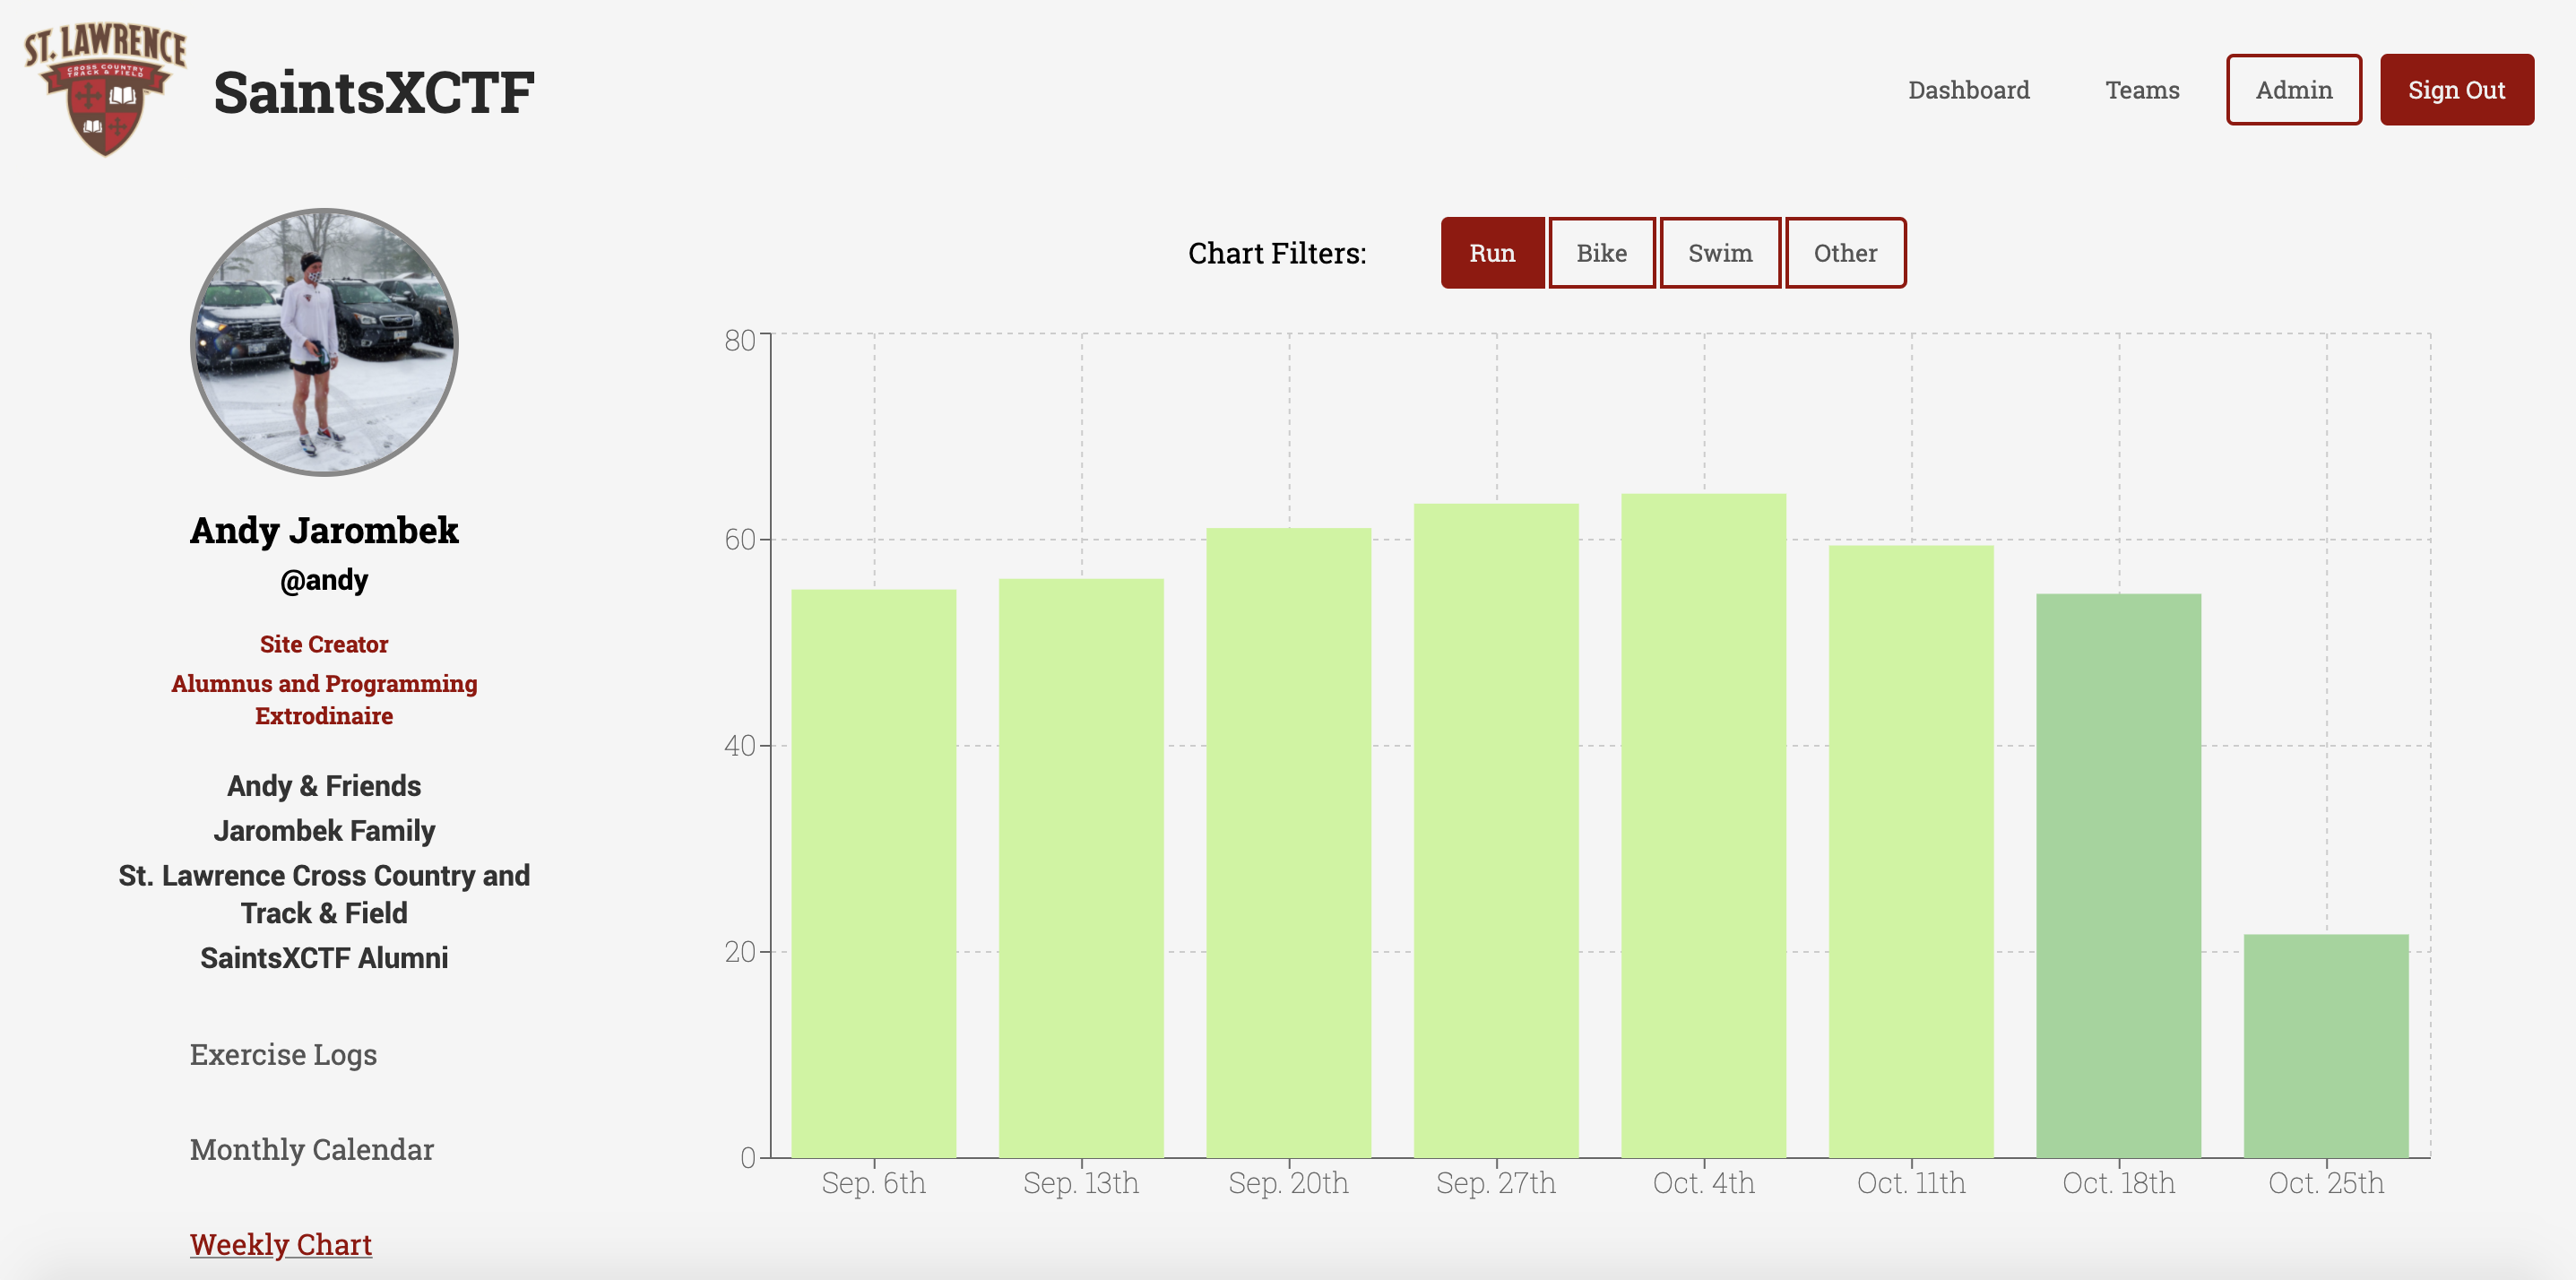 ST. LAWRENCE
CROSS COUNTRY
TRACK & FIELD
SaintsXCTF
Dashboard
Teams
Admin
Sign Out
Andy Jarombek
@andy
Site Creator
Alumnus and Programming
Extrodinaire
Andy & Friends
Jarombek Family
St. Lawrence Cross Country and
Track & Field
SaintsXCTF Alumni
Exercise Logs
Monthly Calendar
Weekly Chart
Chart Filters:
Run
Bike
Swim
Other
80
60
40
20
0
Sep. 6th
Sep. 13th
Sep. 20th
Sep. 27th
Oct. 4th
Oct. 11th
Oct. 18th
Oct. 25th